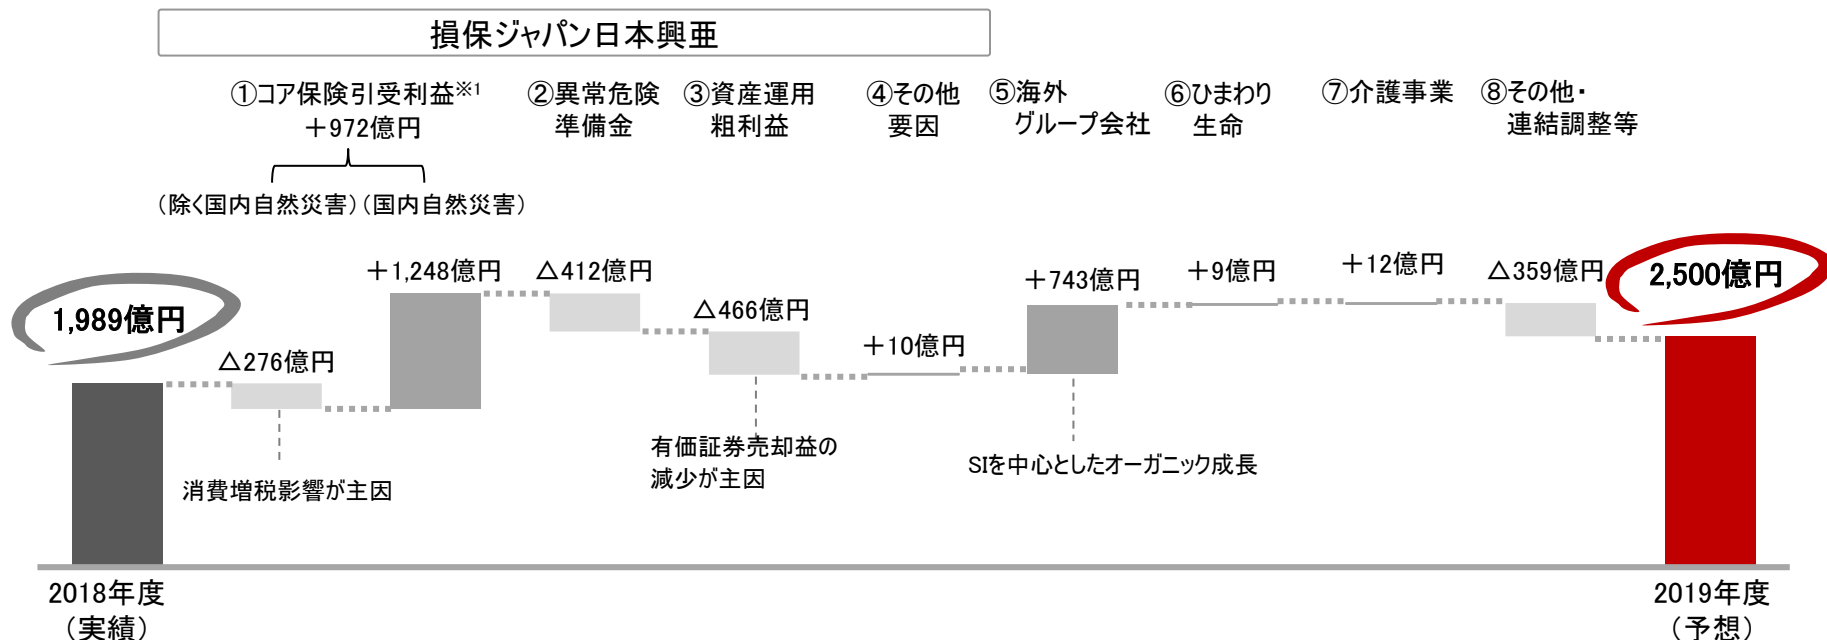 損保ジャパン日本興亜
①コア保険引受利益※1
＋972億円
（除く国内自然災害）（国内自然災害）
②異常危険
準備金
③資産運用
粗利益
④その他
要因
⑤海外
グループ会社
⑥ひまわり
生命
⑦介護事業
⑧その他・
連結調整等
1,989億円
△276億円
＋1,248億円
△412億円
△466億円
＋10億円
＋743億円
＋9億円
＋12億円
△359億円
2,500億円
消費増税影響が主因
有価証券売却益の
減少が主因
SIを中心としたオーガニック成長
2018年度
（実績）
2019年度
（予想）